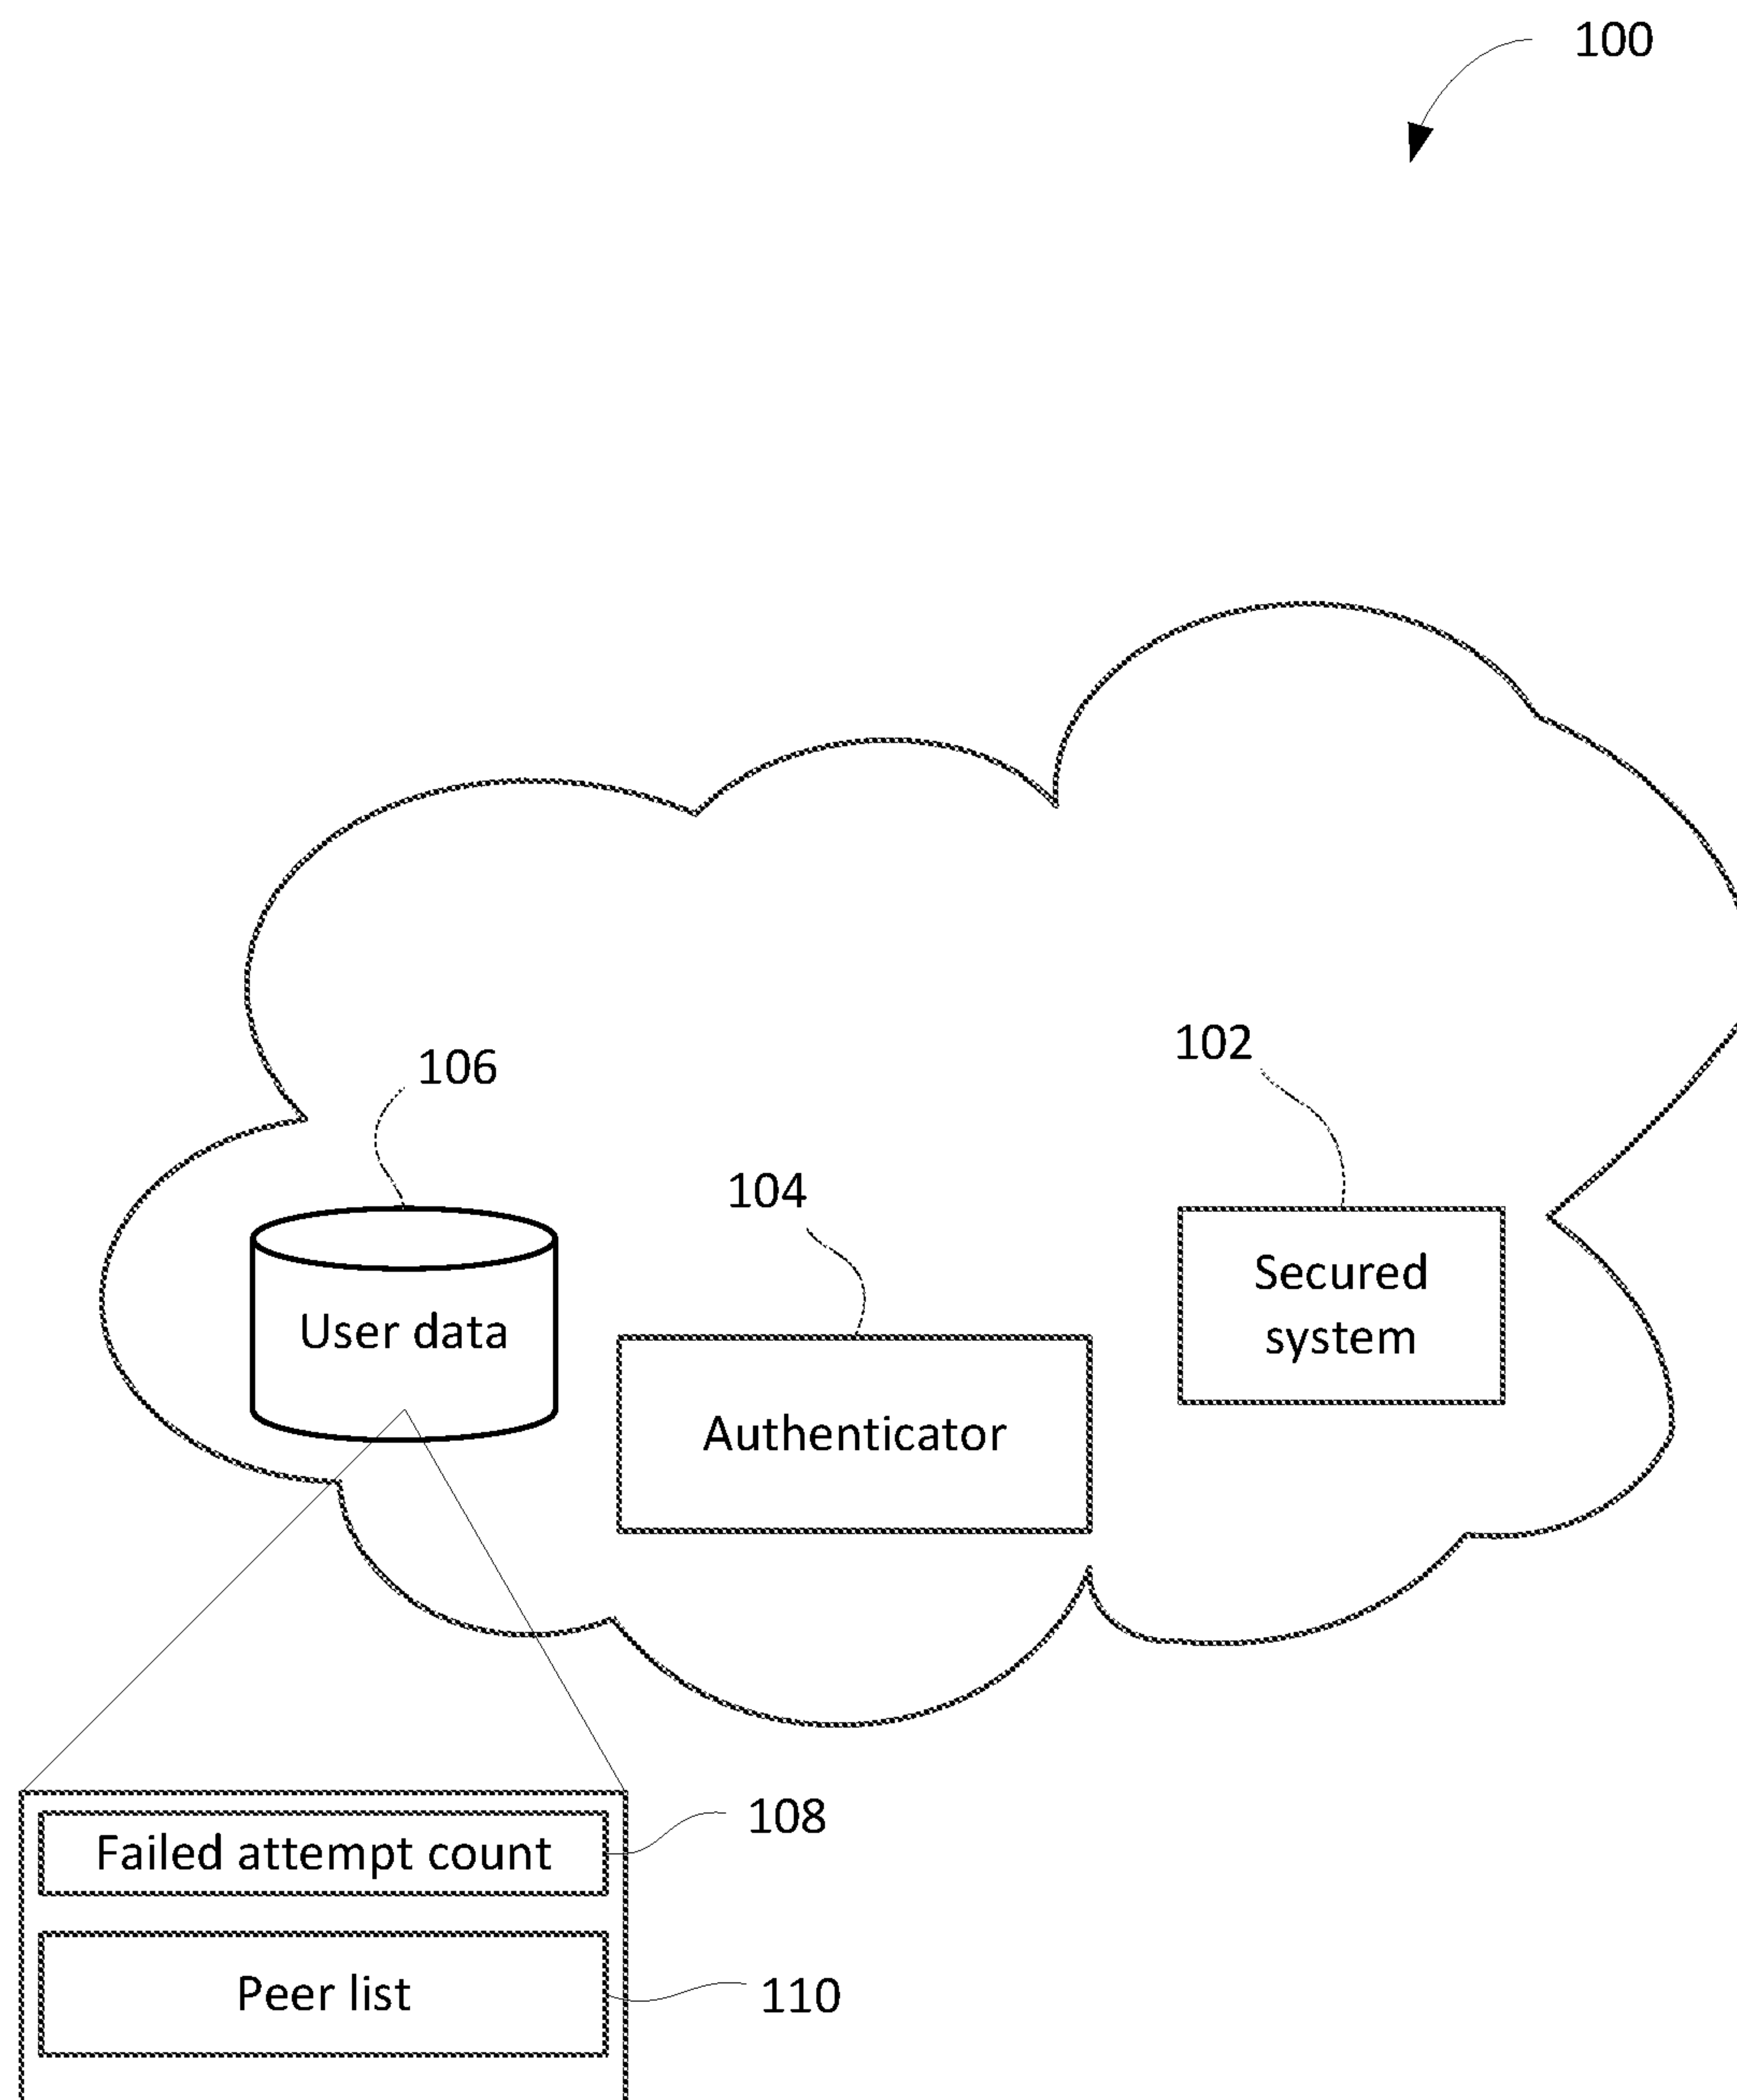 100
102
106
104
Secured
system
User data
Authenticator
108
Failed attempt count
Peer list
110